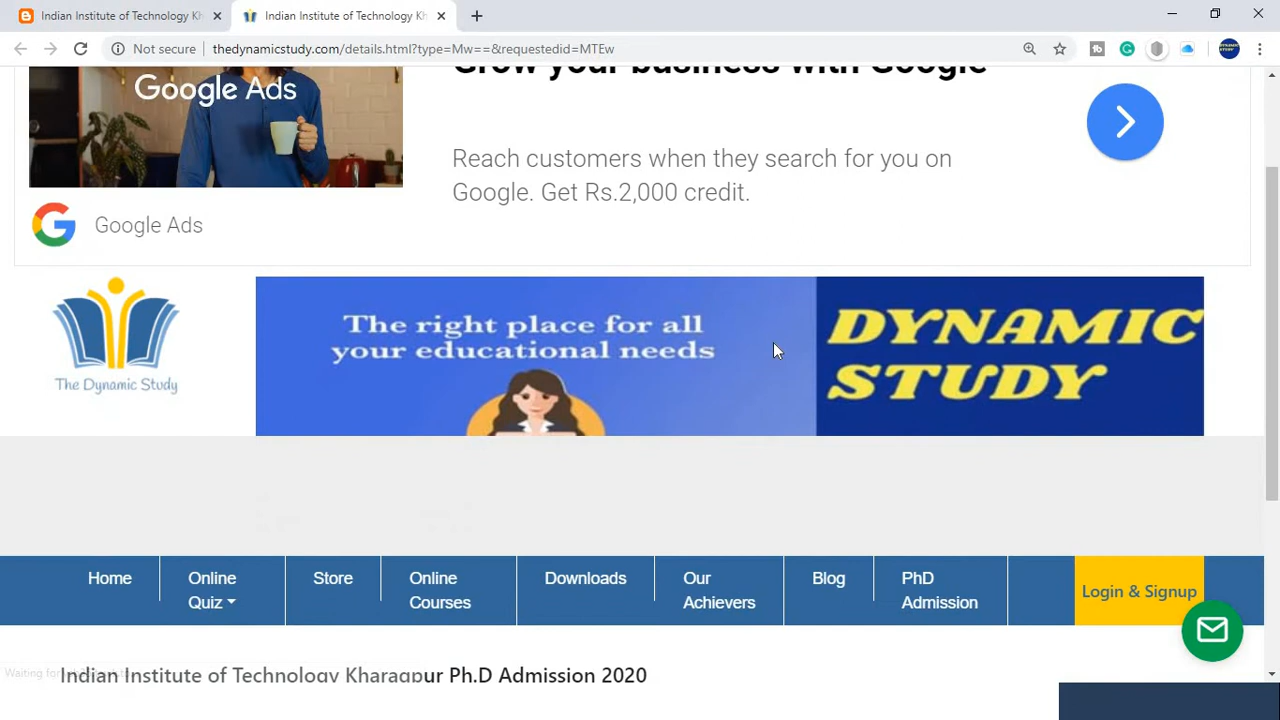 Indian Institute of Technology Kh
Indian Institute of Technology Kh
Not secure
thedynamicstudy.com/details.html?type=Mw==&requestedid=MTEw
Google Ads
Grow your business with Google
Reach customers when they search for you on
Google. Get Rs.2,000 credit.
Google Ads
The Dynamic Study
The right place for all
your educational needs
DYNAMIC
STUDY
Home
Online
Quiz
Store
Online
Courses
Downloads
Our
Achievers
Blog
PhD
Admission
Login & Signup
Indian Institute of Technology Kharagpur Ph.D Admission 2020
Waiting for